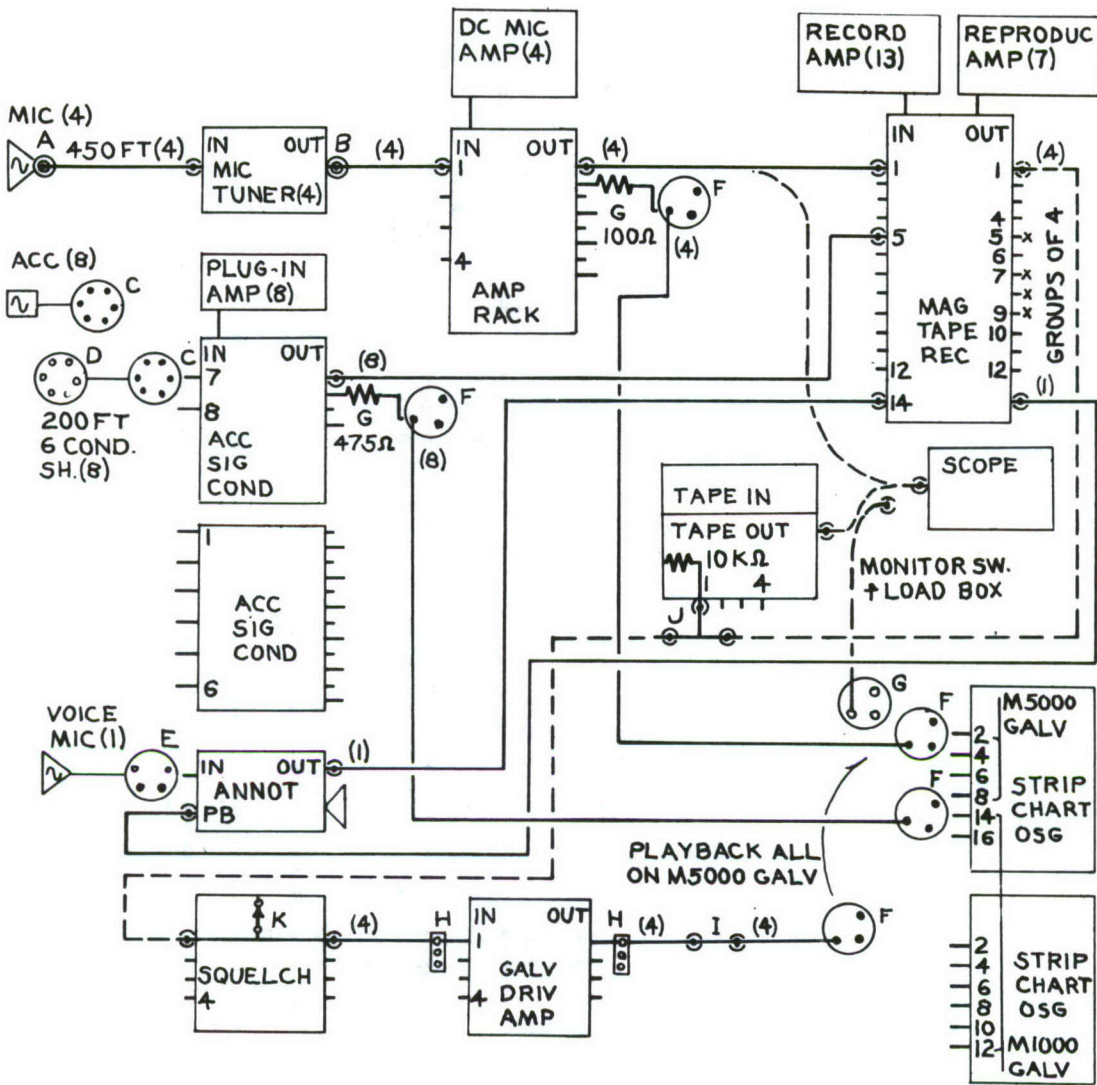 DC MIC
AMP(4)
RECORD
AMP(13)
REPRODUC
AMP(7)
MIC (4)
A
450FT(4)
IN OUT
MIC
TUNER(4)
B
(4)
IN OUT
1
4
AMP
RACK
(4)
G
100Ω
F
(4)
IN OUT
1 1
4
5 5 x
6
7 x
x
9 x
10
12 12
14
MAG
TAPE
REC
(4)
GROUPS OF 4
(1)
ACC (8)
C
PLUG-IN
AMP (8)
D
C
200FT
6 COND.
SH.(8)
IN OUT
7
8
ACC
SIG
COND
(8)
G
475Ω
F
(8)
1
ACC
SIG
COND
6
TAPE IN
TAPE OUT
10KΩ
1 4
J
SCOPE
MONITOR SW.
+ LOAD BOX
G
VOICE
MIC(1)
E
IN OUT
ANNOT
PB
(1)
F
F
M5000
GALV
2
4
6
8
14
16
STRIP
CHART
OSG
PLAYBACK ALL
ON M5000 GALV
K
SQUELCH
4
(4)
H
IN OUT
1
4
GALV
DRIV
AMP
H
(4)
I
(4)
F
2
4
6
8
10
12
STRIP
CHART
OSG
M1000
GALV